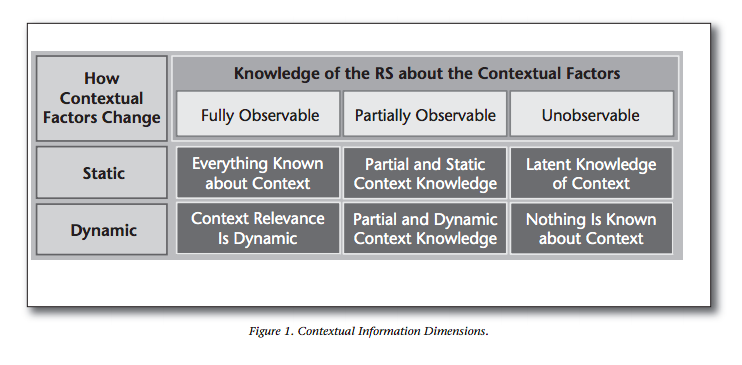 How
Contextual
Factors Change
Knowledge of the RS about the Contextual Factors
Fully Observable
Partially Observable
Unobservable
Static
Everything Known
about Context
Partial and Static
Context Knowledge
Latent Knowledge
of Context
Dynamic
Context Relevance
Is Dynamic
Partial and Dynamic
Context Knowledge
Nothing Is Known
about Context
Figure 1. Contextual Information Dimensions.